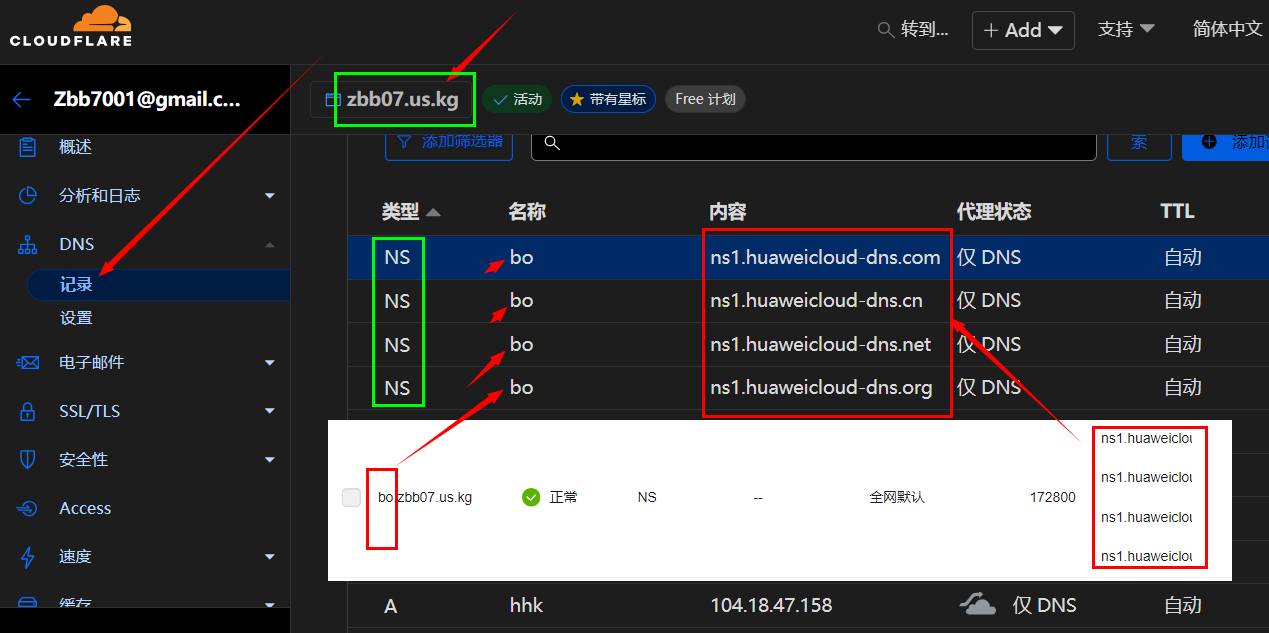 CLOUDFLARE
转到... + Add 支持 简体中文
Zbb7001@gmail.c... zbb07.us.kg 活动 带有星标 Free 计划
概述 添加筛选器 索
分析和日志
类型 名称 内容 代理状态 TTL
DNS NS bo ns1.huaweicloud-dns.com 仅 DNS 自动
记录 NS bo ns1.huaweicloud-dns.cn 仅 DNS 自动
设置
电子邮件 NS bo ns1.huaweicloud-dns.net 仅 DNS 自动
SSL/TLS NS bo ns1.huaweicloud-dns.org 仅 DNS 自动
ns1.huaweiclou
安全性 ns1.huaweiclou
bo.zbb07.us.kg 正常 NS -- 全网默认 172800
Access ns1.huaweiclou
速度 ns1.huaweiclou
缓存 A hhk 104.18.47.158 仅 DNS 自动